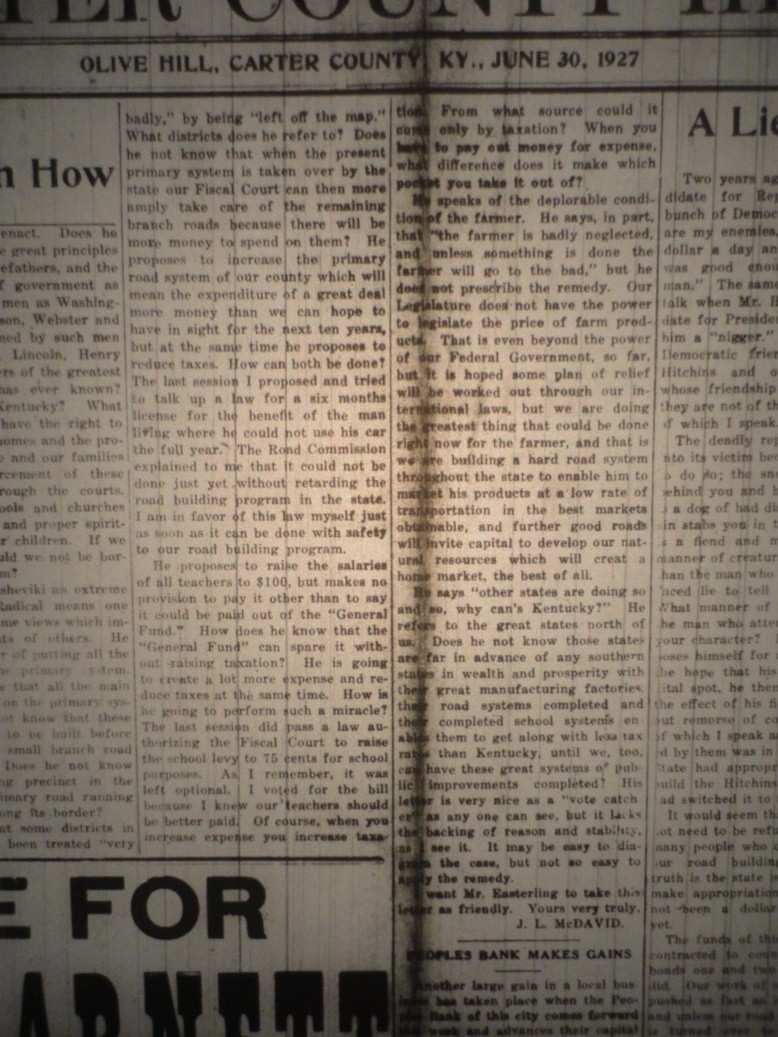 TER COUNTY H
OLIVE HILL, CARTER COUNTY, KY., JUNE 30, 1927
n How
enact. Does he
e great principles
efathers, and the
f government as
men as Washing-
son, Webster and
ned by such men
. Lincoln, Henry
ers of the greatest
has ever known?
Kentucky? What
have the right to
omes and the pro-
e and our families
rcement of these
rough the courts.
ools and churches
and proper spirit-
r children. If we
uld we not be bor-
m?
sheviki an extreme
Radical means one
me views which im-
ts of others. He
r of putting all the
he primary system.
s that all the main
on the primary sys-
ot know that these
to be built before
small branch road
Does he not know
ng precinct in the
imary road running
ong its border?
nt some districts in
been treated "very
badly," by being "left off the map."
What districts does he refer to? Does
he not know that when the present
primary system is taken over by the
state our Fiscal Court can then more
amply take care of the remaining
branch roads because there will be
more money to spend on them? He
proposes to increase the primary
road system of our county which will
mean the expenditure of a great deal
more money than we can hope to
have in sight for the next ten years,
but at the same time he proposes to
reduce taxes. How can both be done?
The last session I proposed and tried
to talk up a law for a six months
license for the benefit of the man
living where he could not use his car
the full year. The Road Commission
explained to me that it could not be
done just yet without retarding the
road building program in the state.
I am in favor of this law myself just
as soon as it can be done with safety
to our road building program.
He proposes to raise the salaries
of all teachers to $100, but makes no
provision to pay it other than to say
it could be paid out of the "General
Fund." How does he know that the
"General Fund" can spare it with-
out raising taxation? He is going
to create a lot more expense and re-
duce taxes at the same time. How is
he going to perform such a miracle?
The last session did pass a law au-
thorizing the Fiscal Court to raise
the school levy to 75 cents for school
purposes. As I remember, it was
left optional. I voted for the bill
because I knew our teachers should
be better paid. Of course, when you
increase expense you increase taxa-
tion. From what source could it
come only by taxation? When you
have to pay out money for expense,
what difference does it make which
pocket you take it out of?
He speaks of the deplorable condi-
tion of the farmer. He says, in part,
that "the farmer is badly neglected,
and unless something is done the
farmer will go to the bad," but he
does not prescribe the remedy. Our
Legislature does not have the power
to legislate the price of farm prod-
ucts. That is even beyond the power
of our Federal Government, so far,
but it is hoped some plan of relief
will be worked out through our in-
ternational laws, but we are doing
the greatest thing that could be done
right now for the farmer, and that is
we are building a hard road system
throughout the state to enable him to
market his products at a low rate of
transportation in the best markets
obtainable, and further good roads
will invite capital to develop our nat-
ural resources which will creat a
home market, the best of all.
He says "other states are doing so
and so, why can's Kentucky?" He
refers to the great states north of
us. Does he not know those states
are far in advance of any southern
states in wealth and prosperity with
their great manufacturing factories,
their road systems completed and
their completed school systems en-
able them to get along with less tax
rates than Kentucky, until we, too,
can have these great systems of pub-
lic improvements completed? His
letter is very nice as a "vote catch
er" as any one can see, but it lacks
the backing of reason and stability,
as I see it. It may be easy to dia-
gnose the case, but not so easy to
apply the remedy.
I want Mr. Easterling to take this
letter as friendly. Yours very truly,
J. L. McDAVID.
PEOPLES BANK MAKES GAINS
Another large gain in a local bus-
iness has taken place when the Peo-
ples Bank of this city comes forward
this week and advances their capital
A Lie
Two years ag
didate for Rep
bunch of Democ
are my enemies,
dollar a day an
was good enou
man." The same
talk when Mr. H
date for Presiden
him a "nigger."
Democratic frien
Hitchins and o
whose friendship
they are not of th
of which I speak.
The deadly rep
nto its victim bec
o do so; the sna
behind you and h
a dog of bad di
in stabs you in t
s a fiend and m
manner of creatur
han the man who
aced lie to tell
What manner of
he man who atte
your character?
oses himself for
be hope that his
ital spot, he then
the effect of his fi
out remorse of co
of which I speak a
d by them was in
tate had appropr
build the Hitchins
ad switched it to
It would seem tha
ot need to be refu
many people who
our road building
truth is the state is
make appropriation
not been a dollar
yet.
The funds of thi
contracted to coun
bonds one and two
did. Our work of
pushed as fast as
and unless our road
is turned over to
E FOR
ARNETT